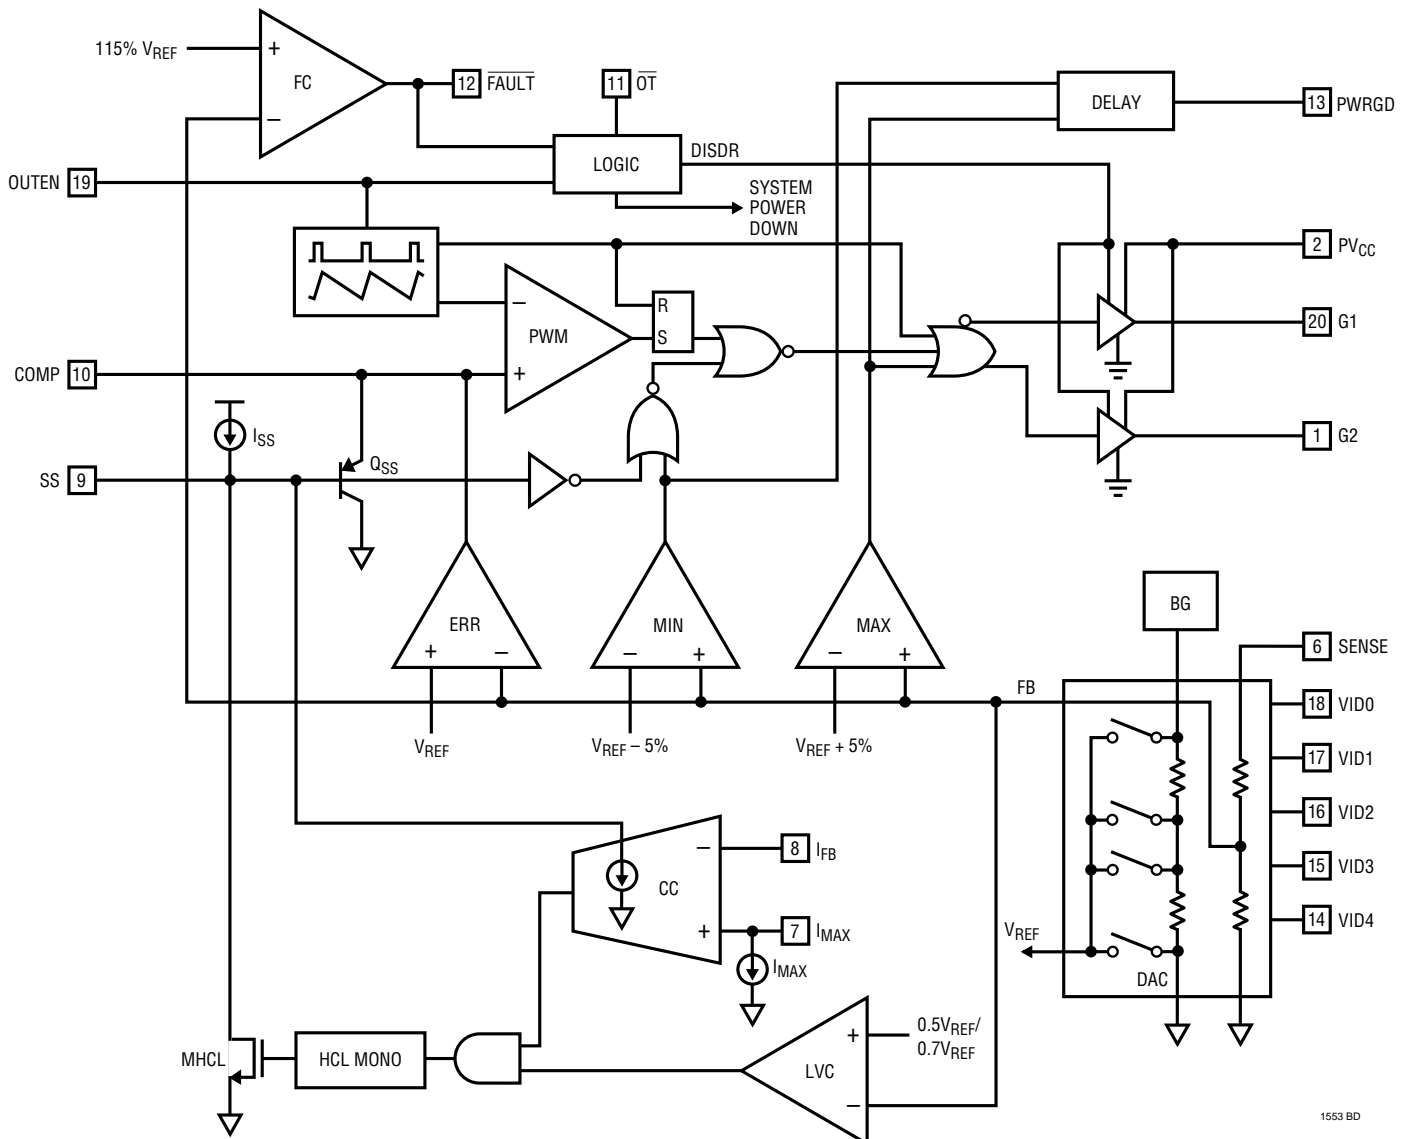 115% VREF
+
FC
–
12 FAULT
11 OT
DELAY
13 PWRGD
LOGIC
DISDR
OUTEN 19
SYSTEM
POWER
DOWN
2 PVCC
–
PWM
+
R
S
20 G1
COMP 10
ISS
QSS
1 G2
SS 9
ERR
+ –
MIN
– +
MAX
– +
BG
6 SENSE
FB
18 VID0
VREF
VREF – 5%
VREF + 5%
17 VID1
16 VID2
–
8 IFB
CC
15 VID3
+
7 IMAX
14 VID4
IMAX
VREF
DAC
MHCL
HCL MONO
LVC
+
–
0.5VREF/
0.7VREF
1553 BD